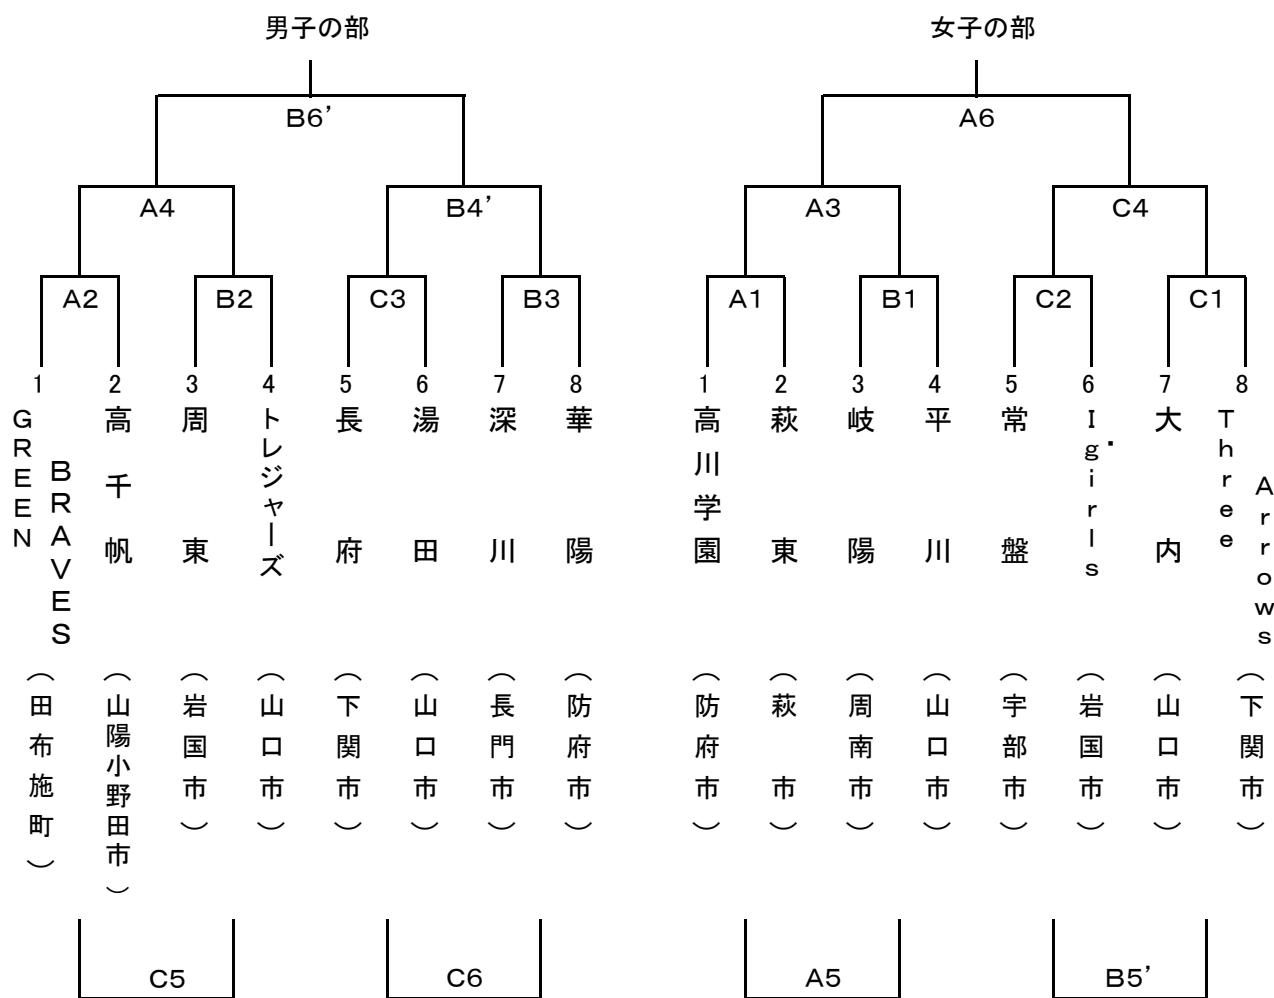 男子の部
B6’
A4
B4’
A2
B2
C3
B3
1
2
3
4
5
6
7
8
GREEN BRAVES
高千帆
周東
トレジャーズ
長府
湯田
深川
華陽
（田布施町）
（山陽小野田市）
（岩国市）
（山口市）
（下関市）
（山口市）
（長門市）
（防府市）
C5
C6
女子の部
A6
A3
C4
A1
B1
C2
C1
1
2
3
4
5
6
7
8
高川学園
萩東
岐陽
平川
常盤
I．girls
大内
Three Arrows
（防府市）
（萩市）
（周南市）
（山口市）
（宇部市）
（岩国市）
（山口市）
（下関市）
A5
B5’